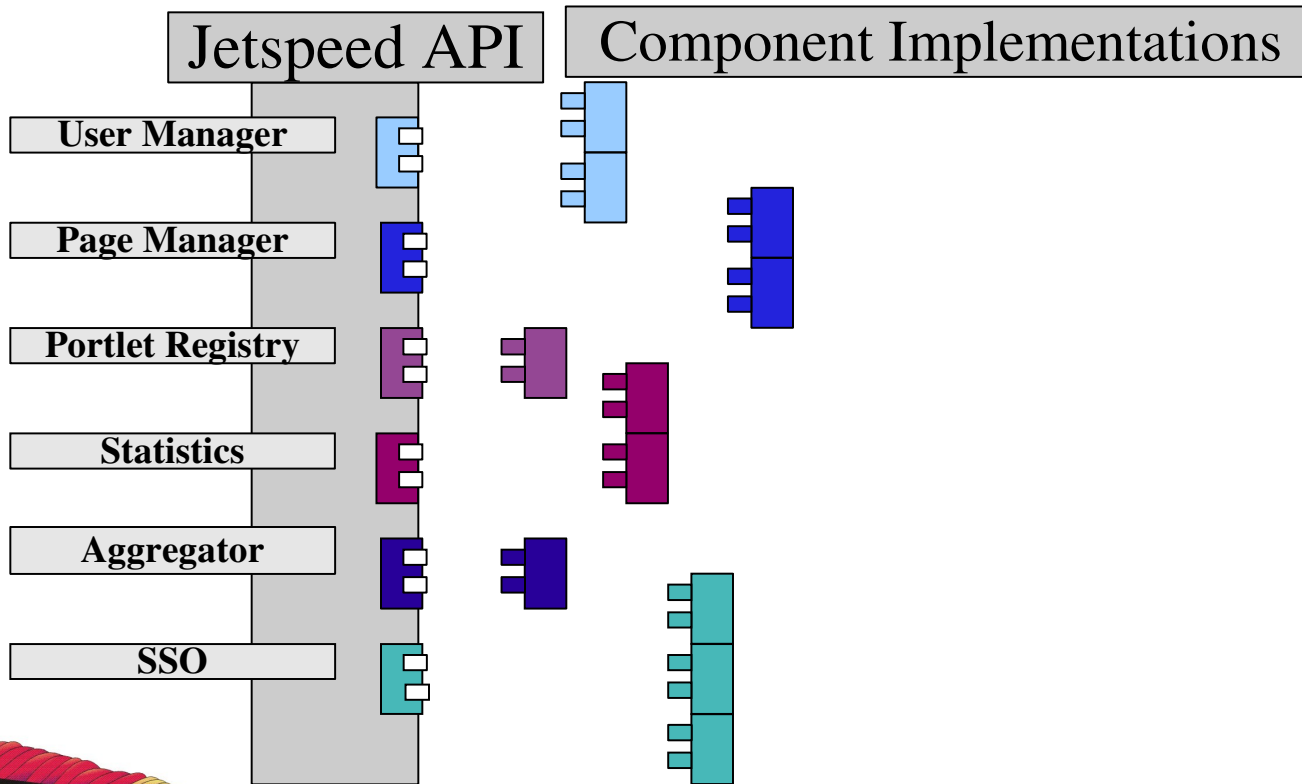 Jetspeed API
Component Implementations
User Manager
Page Manager
Portlet Registry
Statistics
Aggregator
SSO